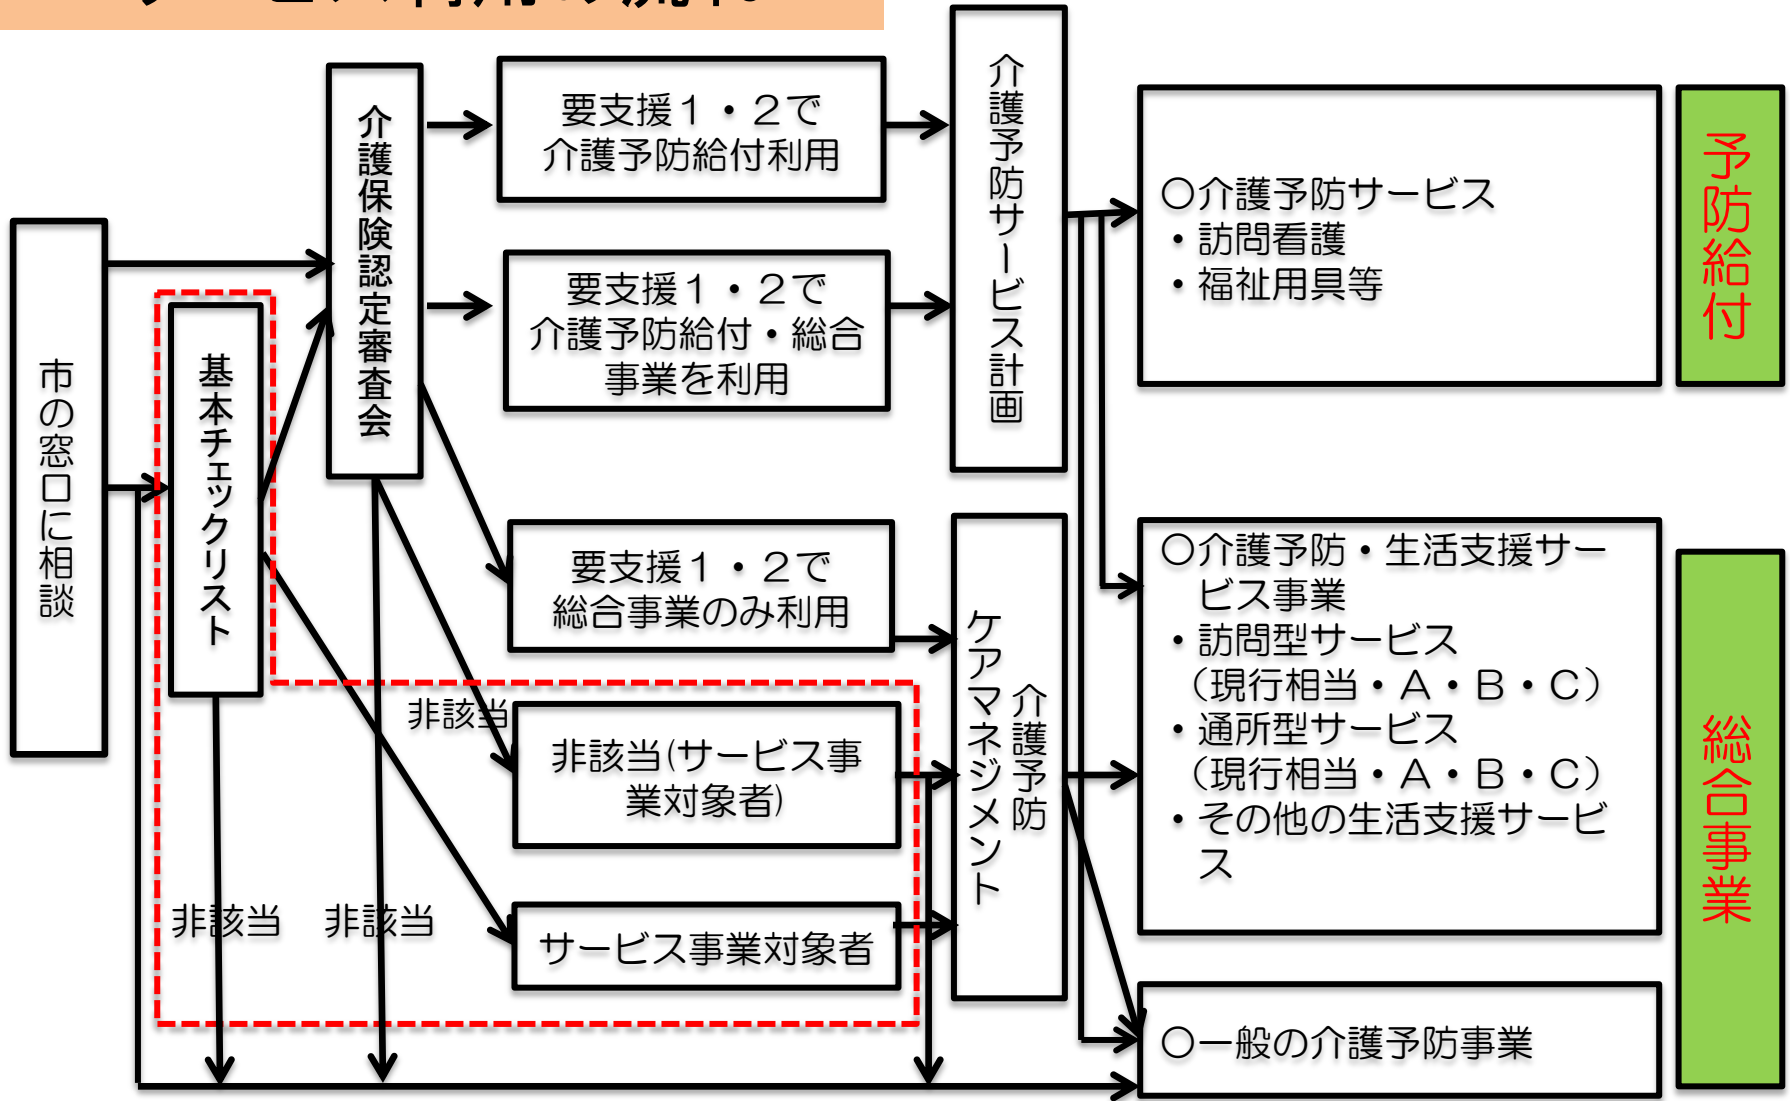 市の窓口に相談
基本チェックリスト
介護保険認定審査会
要支援１・２で
介護予防給付利用
要支援１・２で
介護予防給付・総合
事業を利用
要支援１・２で
総合事業のみ利用
非該当
非該当(サービス事
業対象者)
サービス事業対象者
非該当
非該当
介護予防サービス計画
介護予防
ケアマネジメント
○介護予防サービス
・訪問看護
・福祉用具等
○介護予防・生活支援サー
ビス事業
・訪問型サービス
（現行相当・Ａ・Ｂ・Ｃ）
・通所型サービス
（現行相当・Ａ・Ｂ・Ｃ）
・その他の生活支援サービ
ス
○一般の介護予防事業
予防給付
総合事業